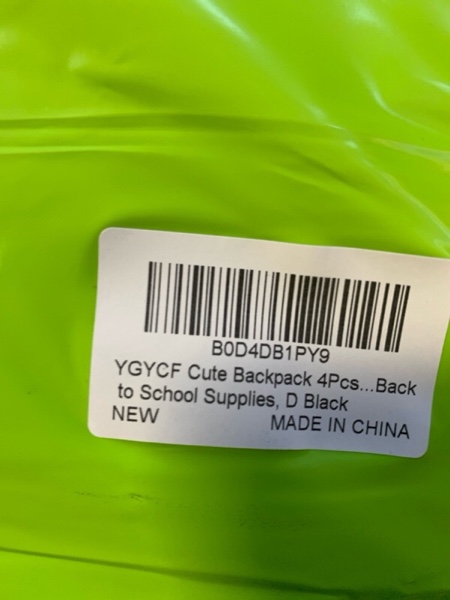 B0D4DB1PY9
YGYCF Cute Backpack 4Pcs...Back
to School Supplies, D Black
NEW MADE IN CHINA